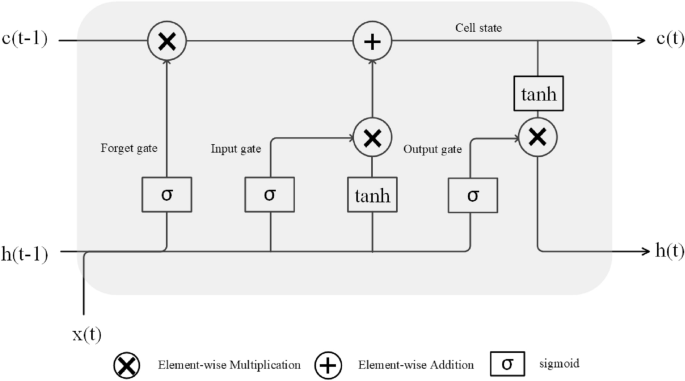 c(t-1)
Cell state
c(t)
tanh
Forget gate
Input gate
Output gate
σ
σ
tanh
σ
h(t-1)
h(t)
x(t)
Element-wise Multiplication
Element-wise Addition
σ
sigmoid